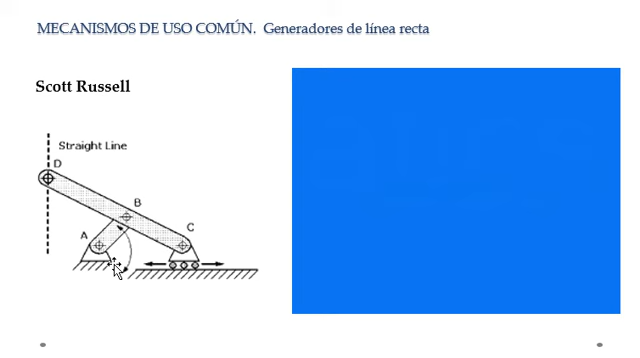 MECANISMOS DE USO COMÚN. Generadores de línea recta
Scott Russell
Straight Line
D
B
A
C